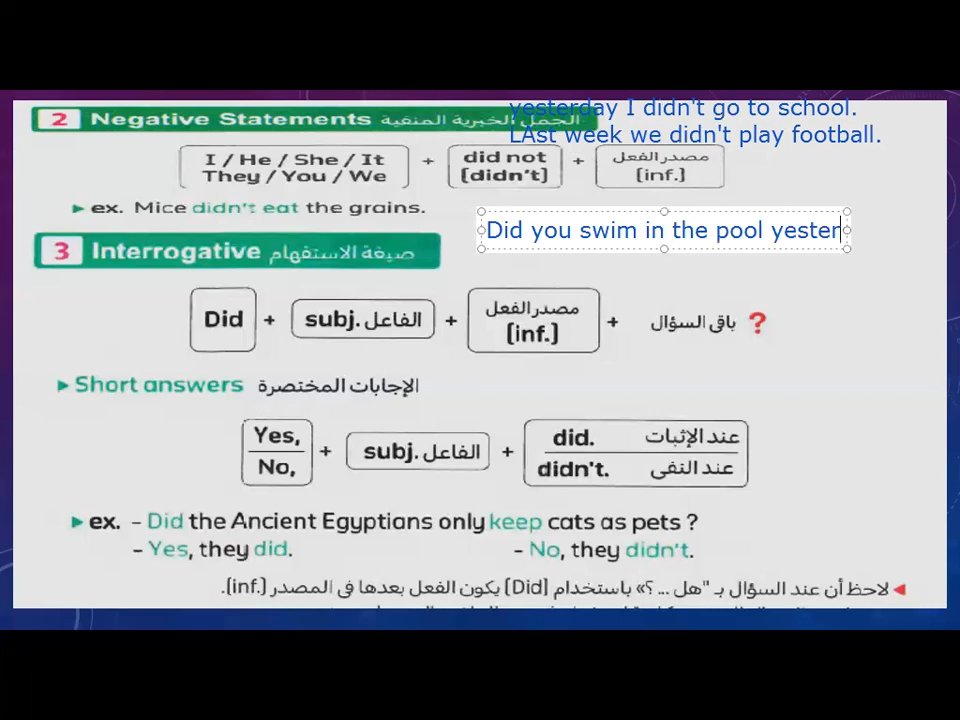 yesterday I didn't go to school.
2 Negative Statements الجمل الخبرية المنفية
LAst week we didn't play football.
I / He / She / It + did not + مصدر الفعل
They / You / We (didn't) (inf.)
ex. Mice didn't eat the grains.
Did you swim in the pool yester
3 Interrogative صيغة الاستفهام
Did + subj. الفاعل + مصدر الفعل (inf.) + باقى السؤال ?
Short answers الإجابات المختصرة
Yes, did. عند الإثبات
+ subj. الفاعل +
No, didn't. عند النفى
ex. - Did the Ancient Egyptians only keep cats as pets ?
- Yes, they did. - No, they didn't.
لاحظ أن عند السؤال بـ "هل ... ؟» باستخدام (Did) يكون الفعل بعدها فى المصدر (inf.).